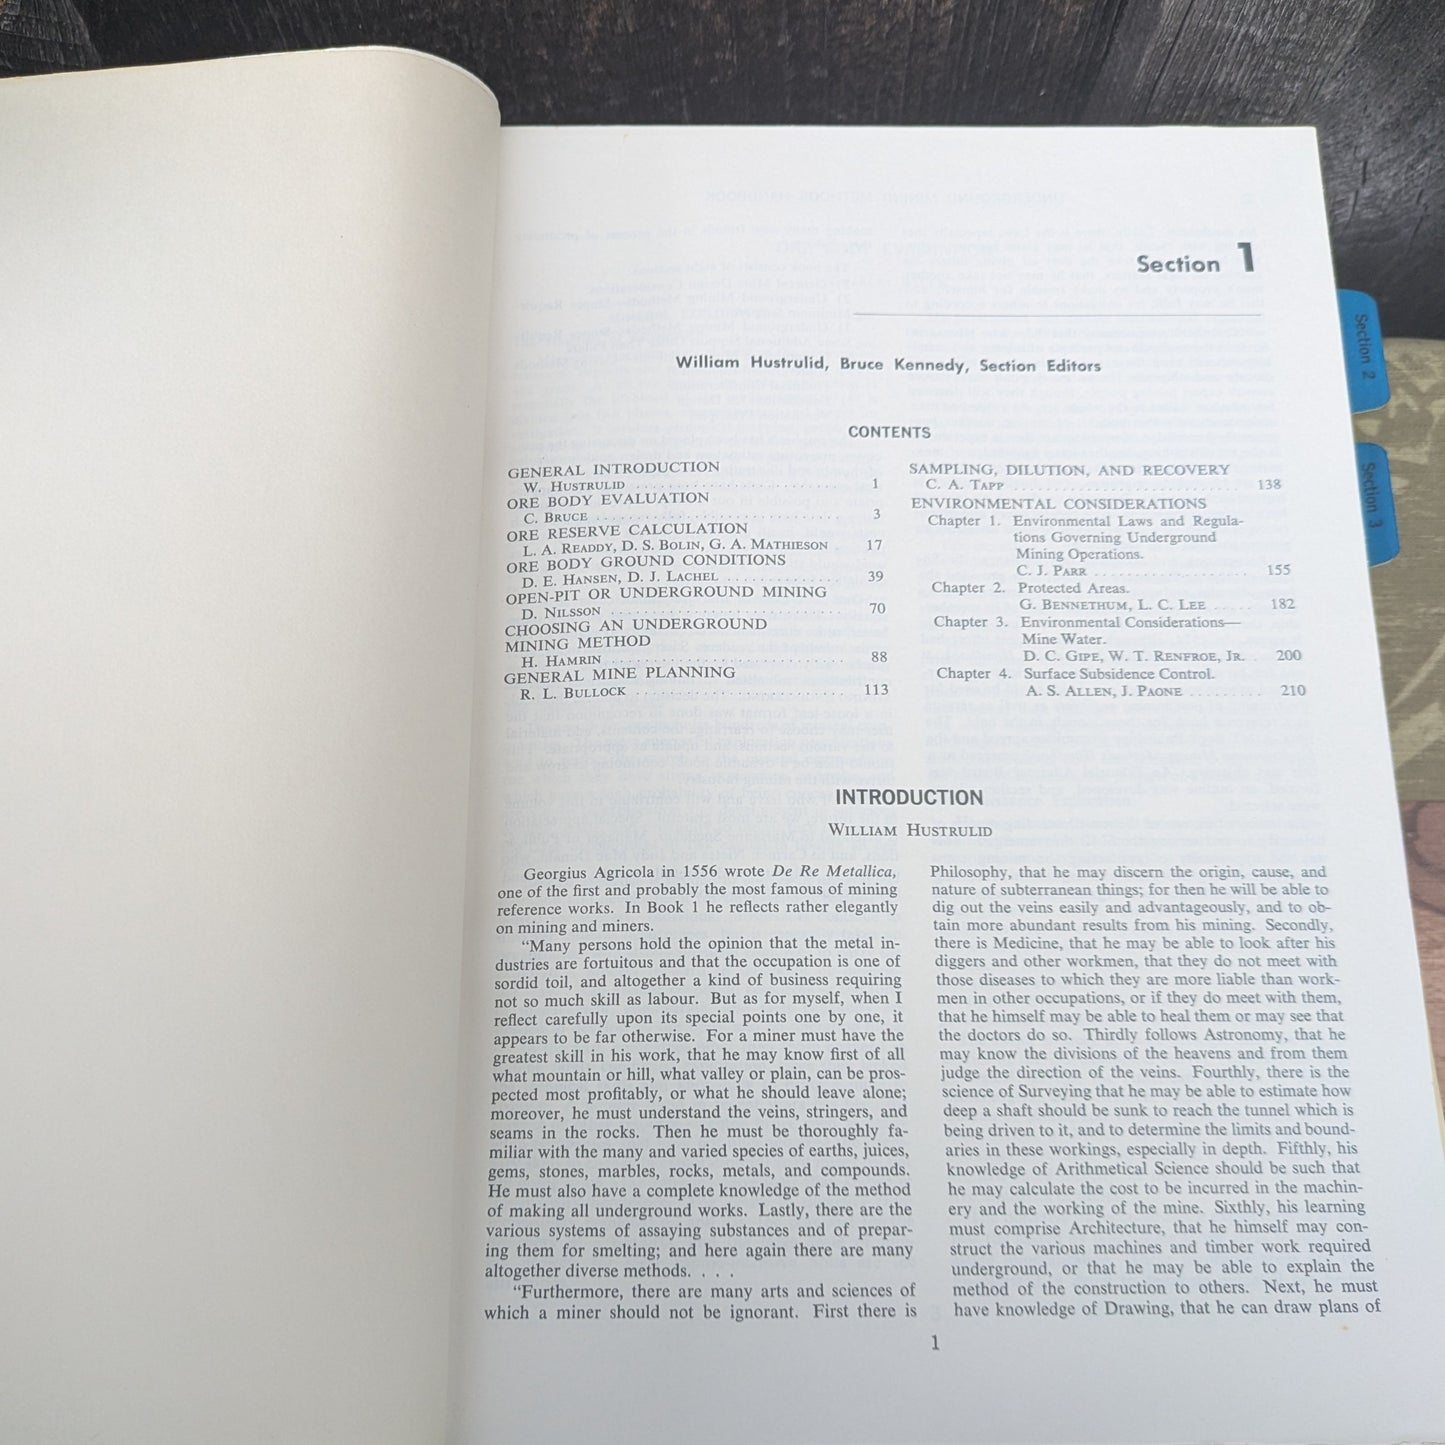 Section 1
Section 2
Section 3
William Hustrulid, Bruce Kennedy, Section Editors
CONTENTS
GENERAL INTRODUCTION
W. HUSTRULID . . . . . . . . . . . . . . . . . . . . . . . . 1
ORE BODY EVALUATION
C. BRUCE . . . . . . . . . . . . . . . . . . . . . . . . . . . . 3
ORE RESERVE CALCULATION
L. A. READDY, D. S. BOLIN, G. A. MATHIESON . 17
ORE BODY GROUND CONDITIONS
D. E. HANSEN, D. J. LACHEL . . . . . . . . . . . . . 39
OPEN-PIT OR UNDERGROUND MINING
D. NILSSON . . . . . . . . . . . . . . . . . . . . . . . . . . 70
CHOOSING AN UNDERGROUND
MINING METHOD
H. HAMRIN . . . . . . . . . . . . . . . . . . . . . . . . . . 88
GENERAL MINE PLANNING
R. L. BULLOCK . . . . . . . . . . . . . . . . . . . . . . . . 113
SAMPLING, DILUTION, AND RECOVERY
C. A. TAPP . . . . . . . . . . . . . . . . . . . . . . . . . . . . 138
ENVIRONMENTAL CONSIDERATIONS
Chapter 1. Environmental Laws and Regula-
tions Governing Underground
Mining Operations.
C. J. PARR . . . . . . . . . . . . . . . . . . . 155
Chapter 2. Protected Areas.
G. BENNETHUM, L. C. LEE . . . . . 182
Chapter 3. Environmental Considerations—
Mine Water.
D. C. GIPE, W. T. RENFROE, JR. . 200
Chapter 4. Surface Subsidence Control.
A. S. ALLEN, J. PAONE . . . . . . . . . 210
INTRODUCTION
WILLIAM HUSTRULID
Georgius Agricola in 1556 wrote De Re Metallica,
one of the first and probably the most famous of mining
reference works. In Book 1 he reflects rather elegantly
on mining and miners.
“Many persons hold the opinion that the metal in-
dustries are fortuitous and that the occupation is one of
sordid toil, and altogether a kind of business requiring
not so much skill as labour. But as for myself, when I
reflect carefully upon its special points one by one, it
appears to be far otherwise. For a miner must have the
greatest skill in his work, that he may know first of all
what mountain or hill, what valley or plain, can be pros-
pected most profitably, or what he should leave alone;
moreover, he must understand the veins, stringers, and
seams in the rocks. Then he must be thoroughly fa-
miliar with the many and varied species of earths, juices,
gems, stones, marbles, rocks, metals, and compounds.
He must also have a complete knowledge of the method
of making all underground works. Lastly, there are the
various systems of assaying substances and of prepar-
ing them for smelting; and here again there are many
altogether diverse methods. . . .
“Furthermore, there are many arts and sciences of
which a miner should not be ignorant. First there is
Philosophy, that he may discern the origin, cause, and
nature of subterranean things; for then he will be able to
dig out the veins easily and advantageously, and to ob-
tain more abundant results from his mining. Secondly,
there is Medicine, that he may be able to look after his
diggers and other workmen, that they do not meet with
those diseases to which they are more liable than work-
men in other occupations, or if they do meet with them,
that he himself may be able to heal them or may see that
the doctors do so. Thirdly follows Astronomy, that he
may know the divisions of the heavens and from them
judge the direction of the veins. Fourthly, there is the
science of Surveying that he may be able to estimate how
deep a shaft should be sunk to reach the tunnel which is
being driven to it, and to determine the limits and bound-
aries in these workings, especially in depth. Fifthly, his
knowledge of Arithmetical Science should be such that
he may calculate the cost to be incurred in the machin-
ery and the working of the mine. Sixthly, his learning
must comprise Architecture, that he himself may con-
struct the various machines and timber work required
underground, or that he may be able to explain the
method of the construction to others. Next, he must
have knowledge of Drawing, that he can draw plans of
1